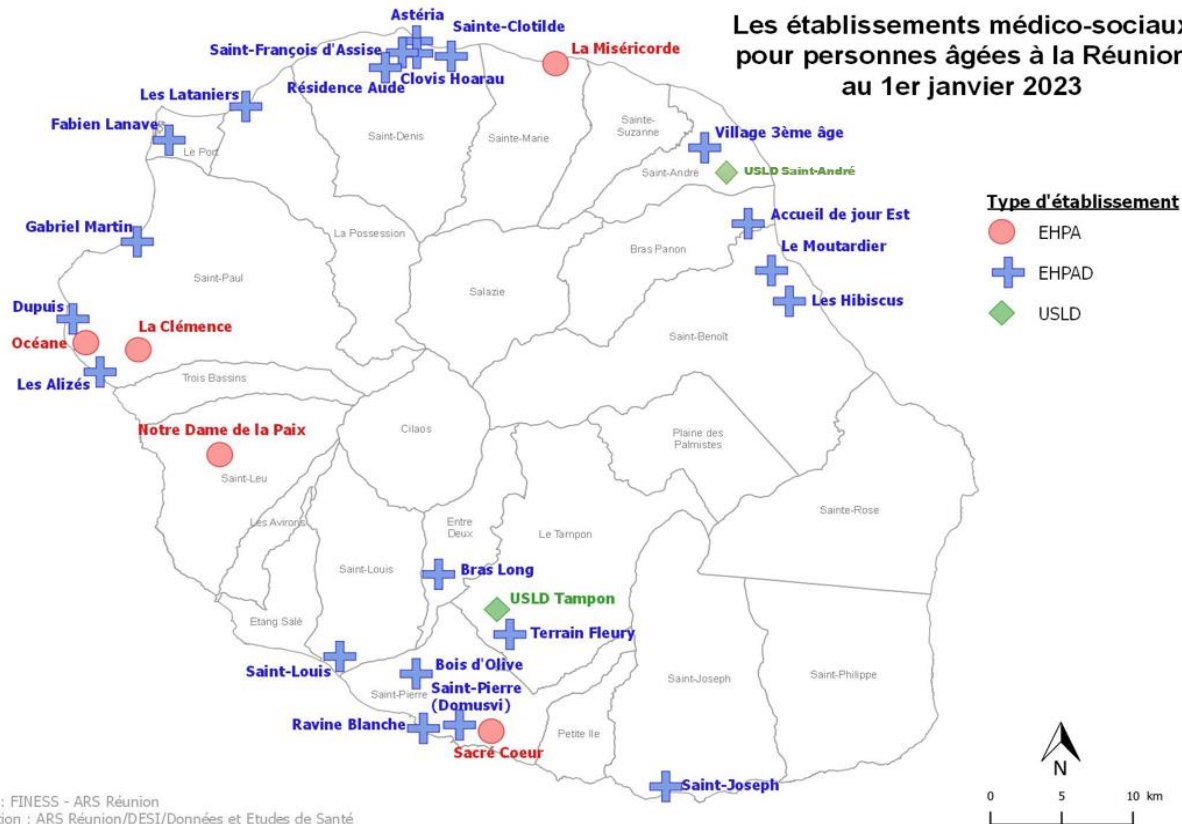 Les établissements médico-sociaux
pour personnes âgées à la Réunion
au 1er janvier 2023
Astéria
Sainte-Clotilde
Saint-François d'Assise
La Miséricorde
Résidence Aude
Clovis Hoarau
Les Lataniers
Fabien Lanave
Le Port
Saint-Denis
Sainte-Marie
Sainte-
Suzanne
Village 3ème âge
Saint-André
USLD Saint-André
Type d'établissement
EHPA
EHPAD
USLD
Gabriel Martin
La Possession
Accueil de jour Est
Bras Panon
Le Moutardier
Saint-Paul
Salazie
Les Hibiscus
Dupuis
La Clémence
Océane
Saint-Benoît
Les Alizés
Trois Bassins
Notre Dame de la Paix
Cilaos
Plaine des
Palmistes
Saint-Leu
Sainte-Rose
Les Avirons
Entre
Deux
Le Tampon
Saint-Louis
Bras Long
USLD Tampon
Etang Salé
Terrain Fleury
Saint-Louis
Bois d'Olive
Saint-Joseph
Saint-Philippe
Saint-Pierre
Saint-Pierre
(Domusvi)
Ravine Blanche
Petite Ile
Sacré Coeur
Saint-Joseph
N
0 5 10 km
: FINESS - ARS Réunion
tion : ARS Réunion/DESI/Données et Etudes de Santé